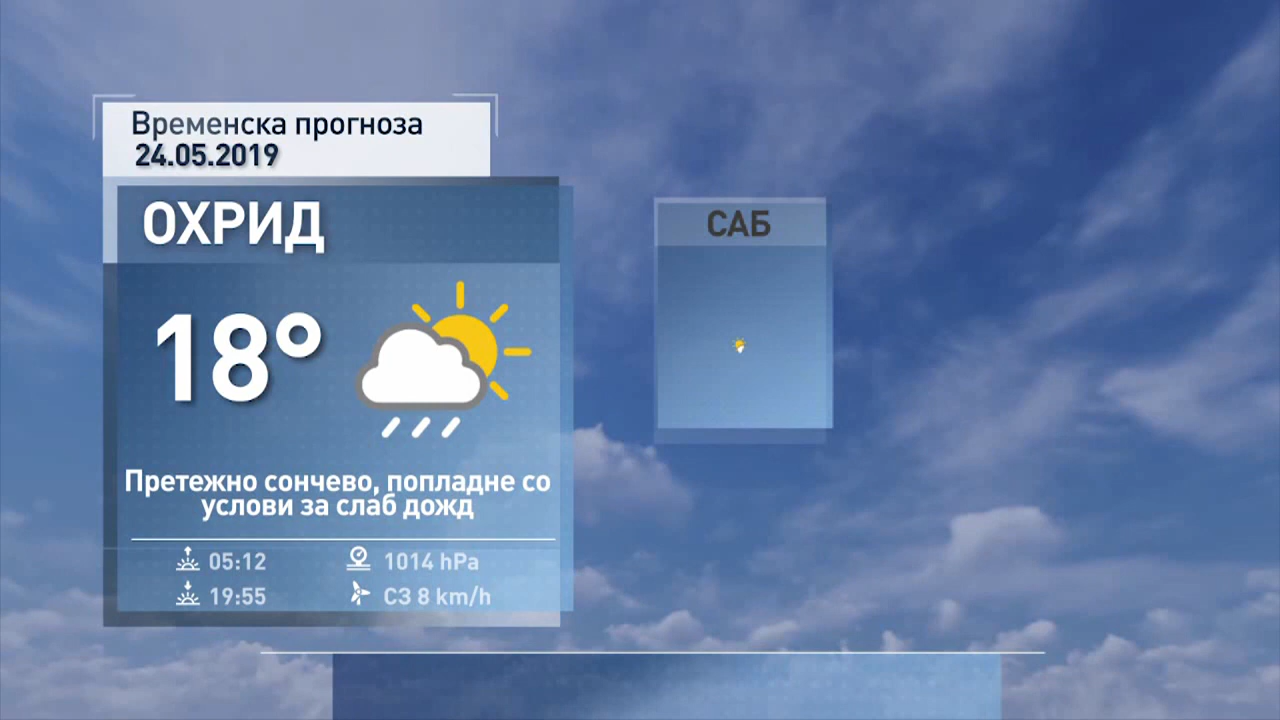 Временска прогноза
24.05.2019
ОХРИД
18°
Претежно сончево, попладне со
услови за слаб дожд
05:12
1014 hPa
19:55
СЗ 8 km/h
САБ